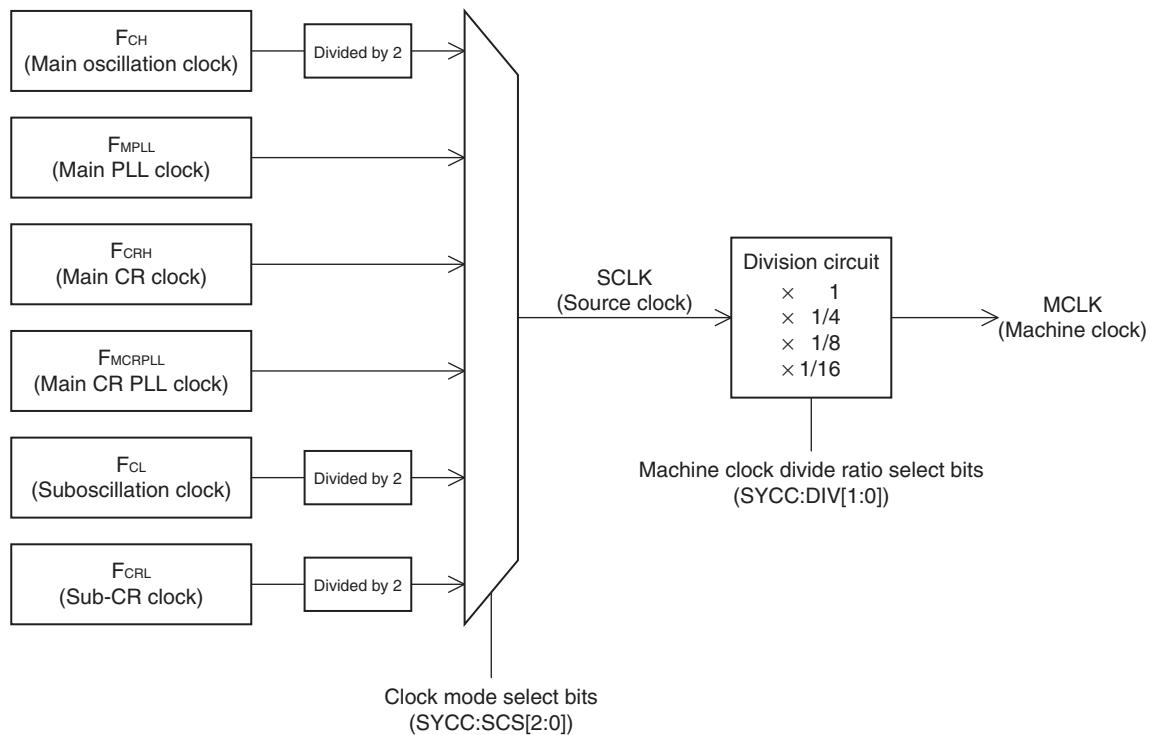 FCH
(Main oscillation clock)
Divided by 2
FMPLL
(Main PLL clock)
FCRH
(Main CR clock)
FMCRPLL
(Main CR PLL clock)
FCL
(Suboscillation clock)
Divided by 2
FCRL
(Sub-CR clock)
Divided by 2
Clock mode select bits
(SYCC:SCS[2:0])
SCLK
(Source clock)
Division circuit
× 1
× 1/4
× 1/8
× 1/16
Machine clock divide ratio select bits
(SYCC:DIV[1:0])
MCLK
(Machine clock)